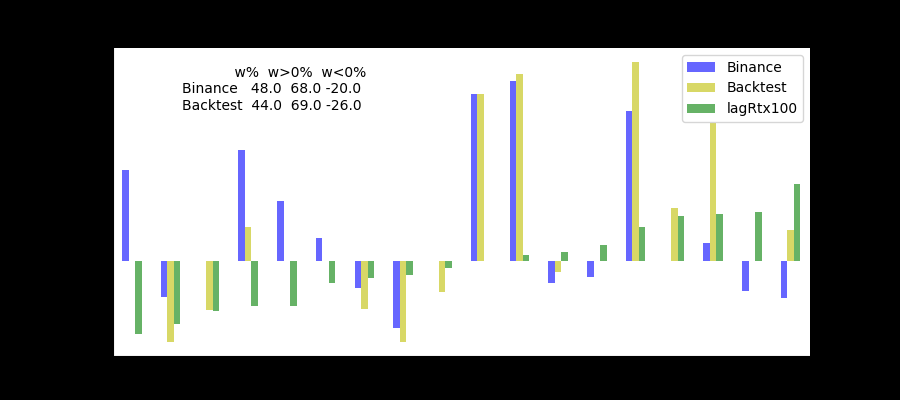 w%  w>0%  w<0%
Binance   48.0  68.0 -20.0
Backtest  44.0  69.0 -26.0
Binance
Backtest
lagRtx100